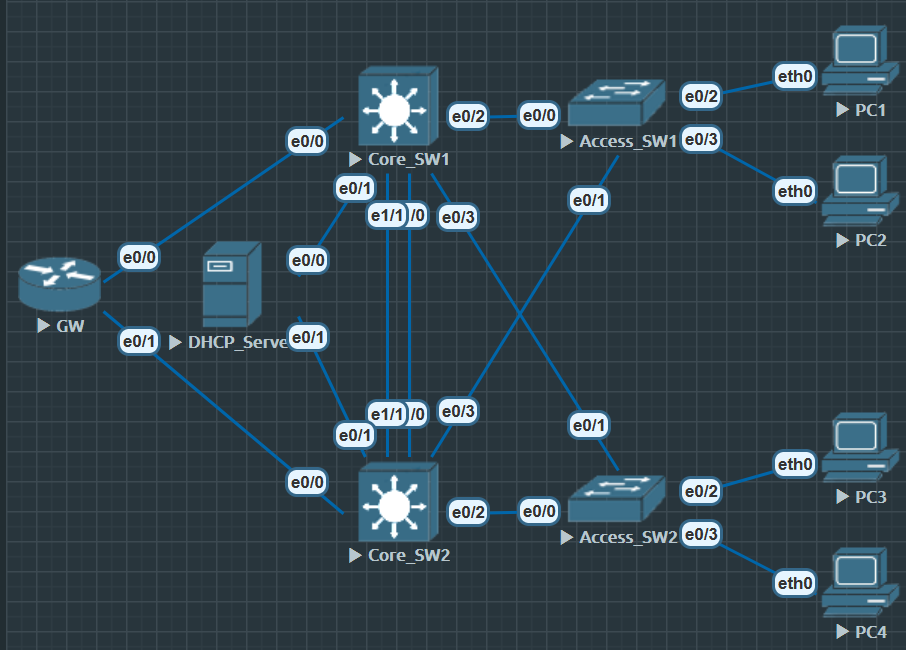 eth0
e0/2
PC1
e0/2
e0/0
Access_SW1
e0/3
e0/0
Core_SW1
e0/1
eth0
e0/1
e1/1
/0
e0/3
PC2
e0/0
e0/0
GW
DHCP_Serve
e0/1
e0/1
e1/1
/0
e0/3
e0/1
e0/1
eth0
e0/0
e0/2
PC3
e0/2
e0/0
Access_SW2
e0/3
Core_SW2
eth0
PC4